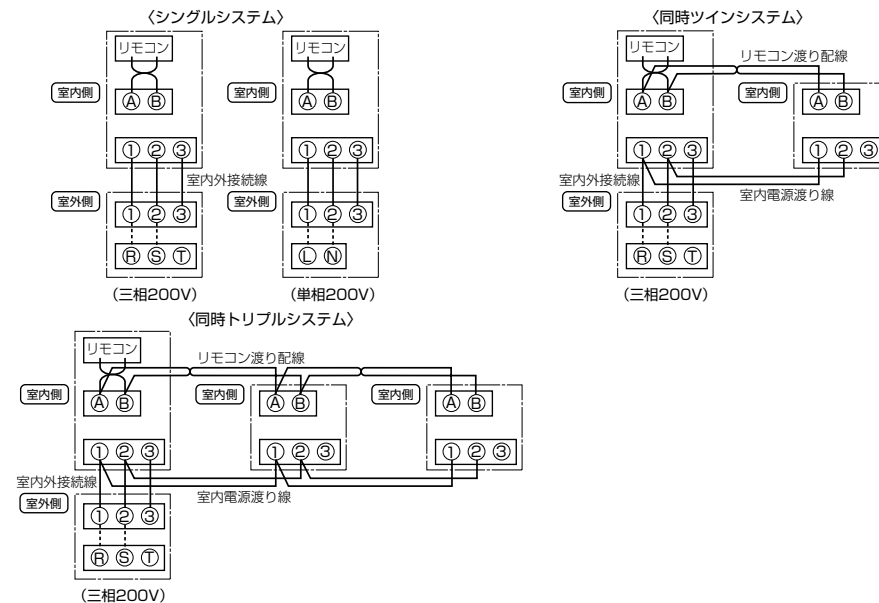 〈シングルシステム〉
リモコン
室内側
Ⓐ Ⓑ
① ② ③
室内外接続線
室外側
① ② ③
Ⓡ Ⓢ Ⓣ
(三相200V)
リモコン
室内側
Ⓐ Ⓑ
① ② ③
室外側
① ② ③
Ⓛ Ⓝ
(単相200V)
〈同時ツインシステム〉
リモコン
リモコン渡り配線
室内側
Ⓐ Ⓑ
室内側
Ⓐ Ⓑ
① ② ③
① ② ③
室内外接続線
室内電源渡り線
室外側
① ② ③
Ⓡ Ⓢ Ⓣ
(三相200V)
〈同時トリプルシステム〉
リモコン
リモコン渡り配線
室内側
Ⓐ Ⓑ
室内側
Ⓐ Ⓑ
室内側
Ⓐ Ⓑ
① ② ③
① ② ③
① ② ③
室内外接続線
室内電源渡り線
室外側
① ② ③
Ⓡ Ⓢ Ⓣ
(三相200V)